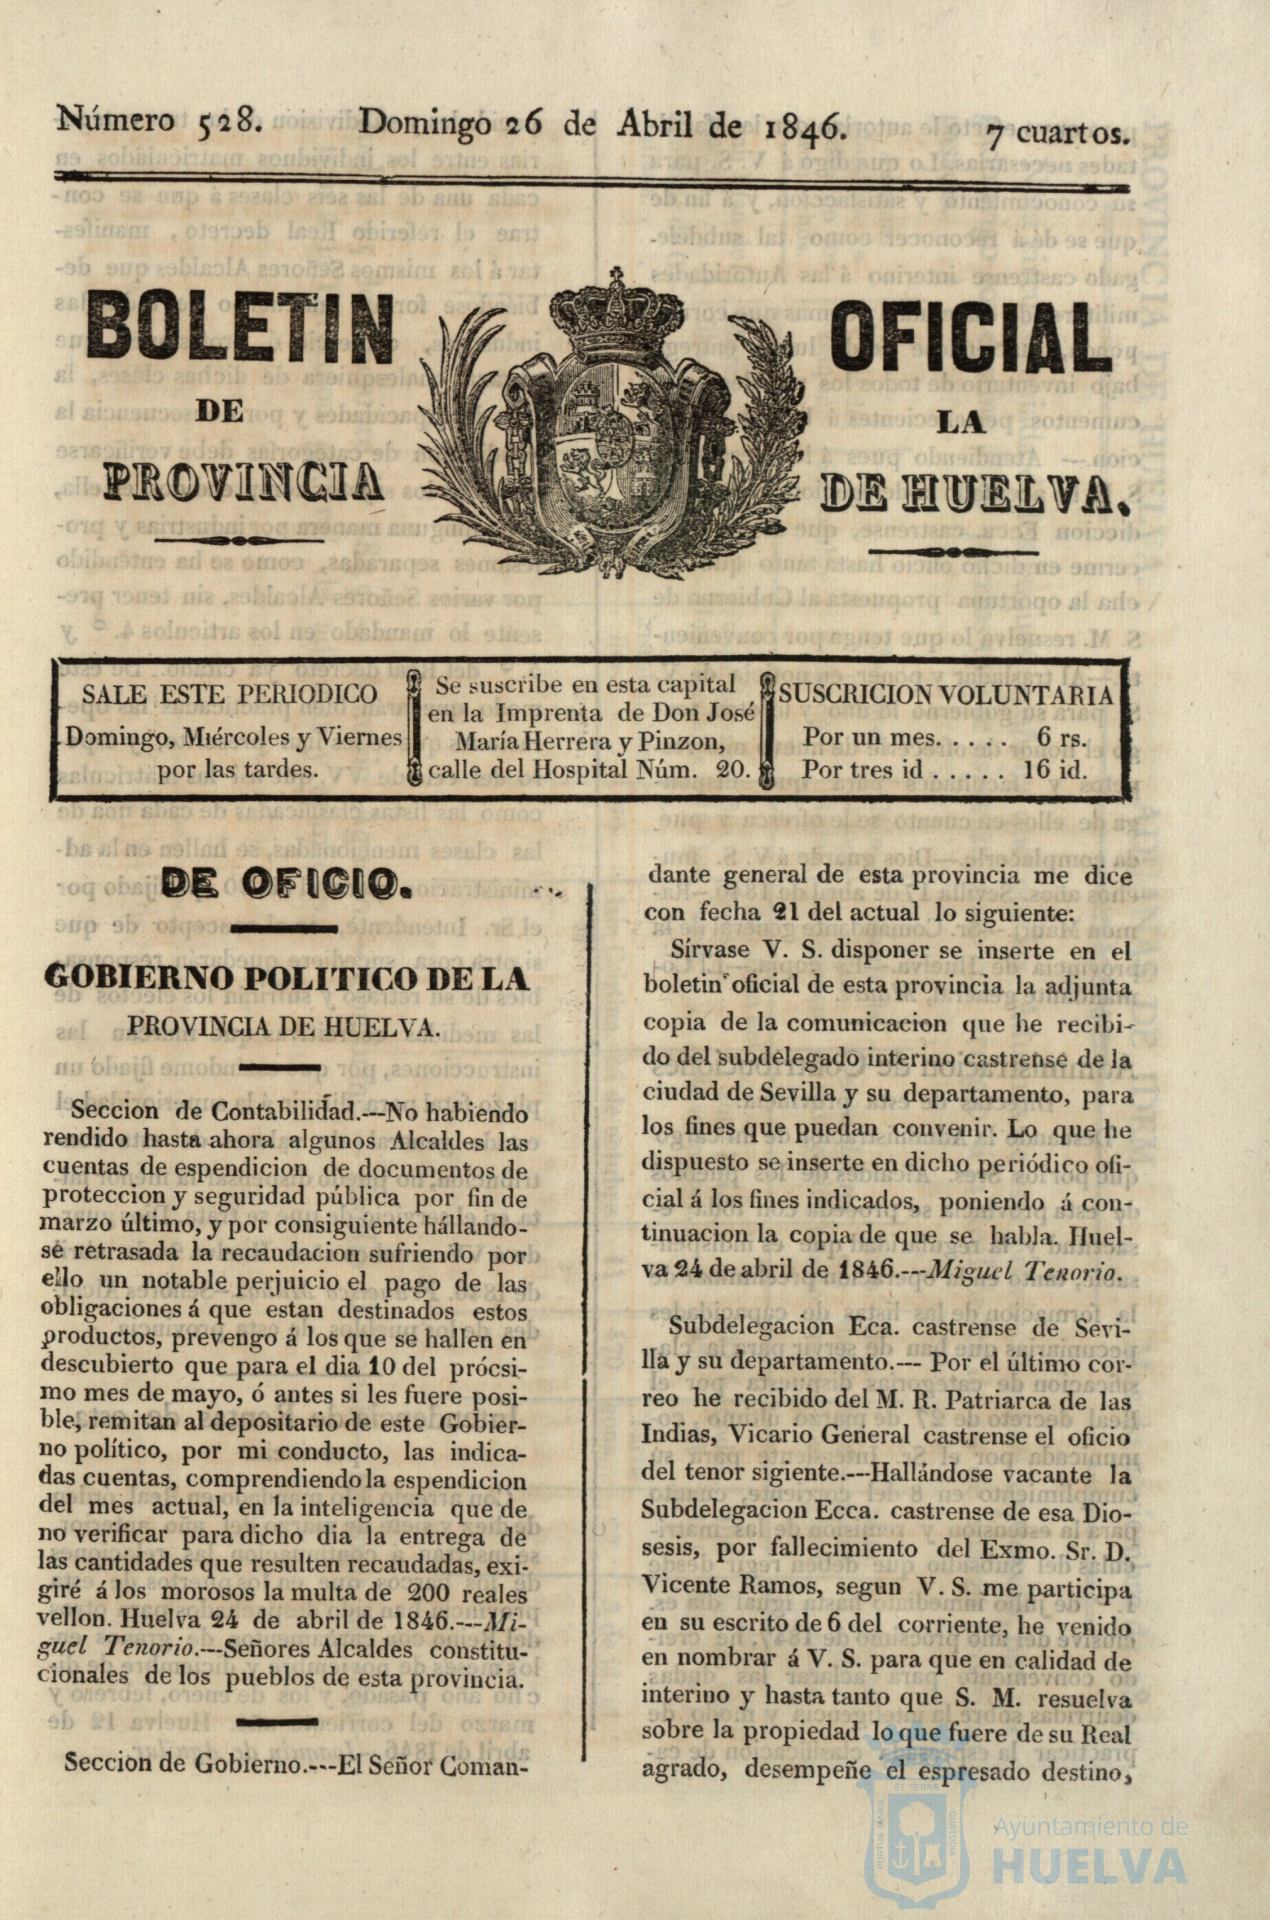 Número 528. Domingo 26 de Abril de 1846. 7 cuartos.
BOLETIN OFICIAL
DE LA
PROVINCIA DE HUELVA.
SALE ESTE PERIODICO
Domingo, Miércoles y Viernes
por las tardes.
Se suscribe en esta capital
en la Imprenta de Don José
María Herrera y Pinzon,
calle del Hospital Núm. 20.
SUSCRICION VOLUNTARIA
Por un mes. . . . . 6 rs.
Por tres id . . . . . 16 id.
DE OFICIO.
GOBIERNO POLITICO DE LA
PROVINCIA DE HUELVA.
Seccion de Contabilidad.---No habiendo
rendido hasta ahora algunos Alcaldes las
cuentas de espendicion de documentos de
proteccion y seguridad pública por fin de
marzo último, y por consiguiente hállando-
se retrasada la recaudacion sufriendo por
ello un notable perjuicio el pago de las
obligaciones á que estan destinados estos
productos, prevengo á los que se hallen en
descubierto que para el dia 10 del prócsi-
mo mes de mayo, ó antes si les fuere posi-
ble, remitan al depositario de este Gobier-
no político, por mi conducto, las indica-
das cuentas, comprendiendo la espendicion
del mes actual, en la inteligencia que de
no verificar para dicho dia la entrega de
las cantidades que resulten recaudadas, exi-
giré á los morosos la multa de 200 reales
vellon. Huelva 24 de abril de 1846.---Mi-
guel Tenorio.---Señores Alcaldes constitu-
cionales de los pueblos de esta provincia.
Seccion de Gobierno.---El Señor Coman-
dante general de esta provincia me dice
con fecha 21 del actual lo siguiente:
Sírvase V. S. disponer se inserte en el
boletin oficial de esta provincia la adjunta
copia de la comunicacion que he recibi-
do del subdelegado interino castrense de la
ciudad de Sevilla y su departamento, para
los fines que puedan convenir. Lo que he
dispuesto se inserte en dicho periódico ofi-
cial á los fines indicados, poniendo á con-
tinuacion la copia de que se habla. Huel-
va 24 de abril de 1846.---Miguel Tenorio.
Subdelegacion Eca. castrense de Sevi-
lla y su departamento.--- Por el último cor-
reo he recibido del M. R. Patriarca de las
Indias, Vicario General castrense el oficio
del tenor sigiente.---Hallándose vacante la
Subdelegacion Ecca. castrense de esa Dio-
sesis, por fallecimiento del Exmo. Sr. D.
Vicente Ramos, segun V. S. me participa
en su escrito de 6 del corriente, he venido
en nombrar á V. S. para que en calidad de
interino y hasta tanto que S. M. resuelva
sobre la propiedad lo que fuere de su Real
agrado, desempeñe el espresado destino,
PORTUS MARIS
ET TERRÆ
CUSTODIA
Ayuntamiento de
HUELVA